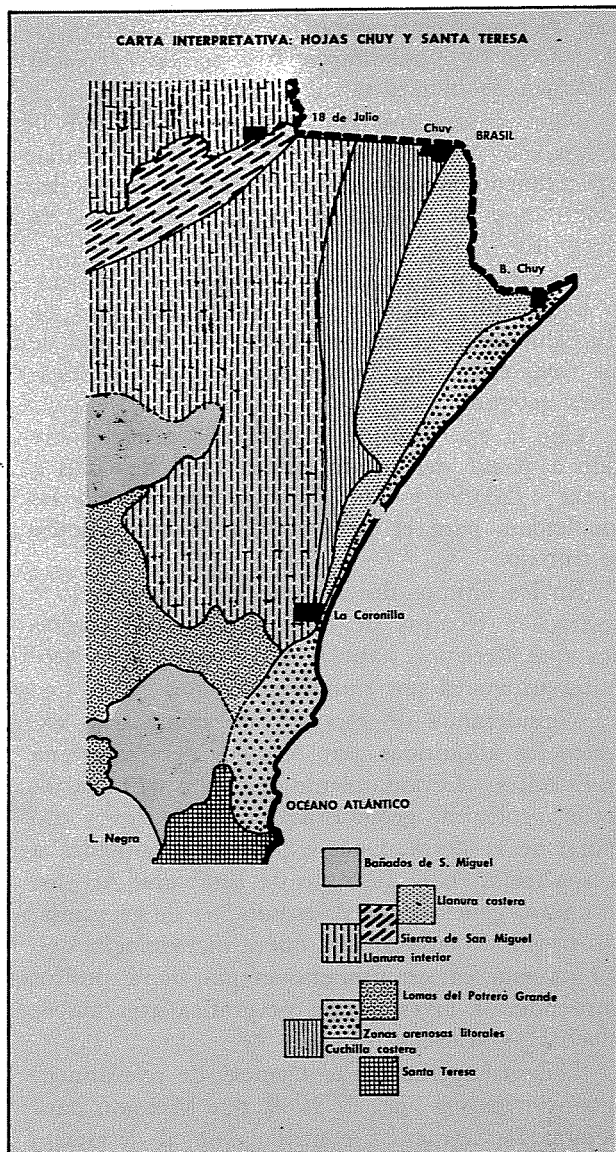 CARTA INTERPRETATIVA: HOJAS CHUY Y SANTA TERESA
18 de Julio
Chuy
BRASIL
B. Chuy
La Coronilla
OCÉANO ATLÁNTICO
L. Negra
Bañados de S. Miguel
Llanura costera
Sierras de San Miguel
Llanura interior
Lomas del Potrero Grande
Zonas arenosas litorales
Cuchilla costera
Santa Teresa